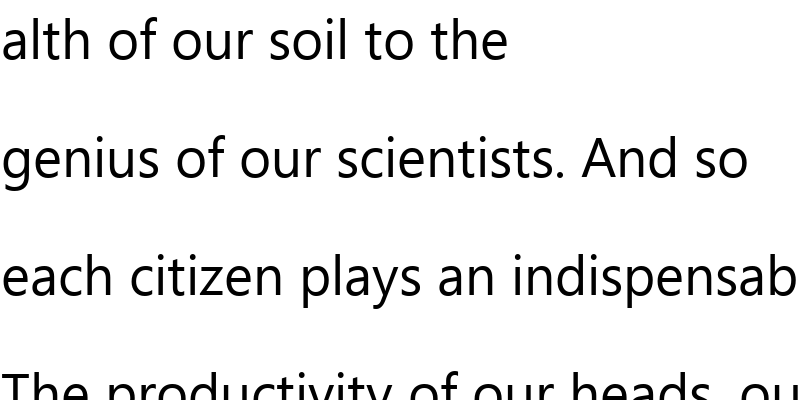 alth of our soil to the
genius of our scientists. And so
each citizen plays an indispensab
The productivity of our heads, ou